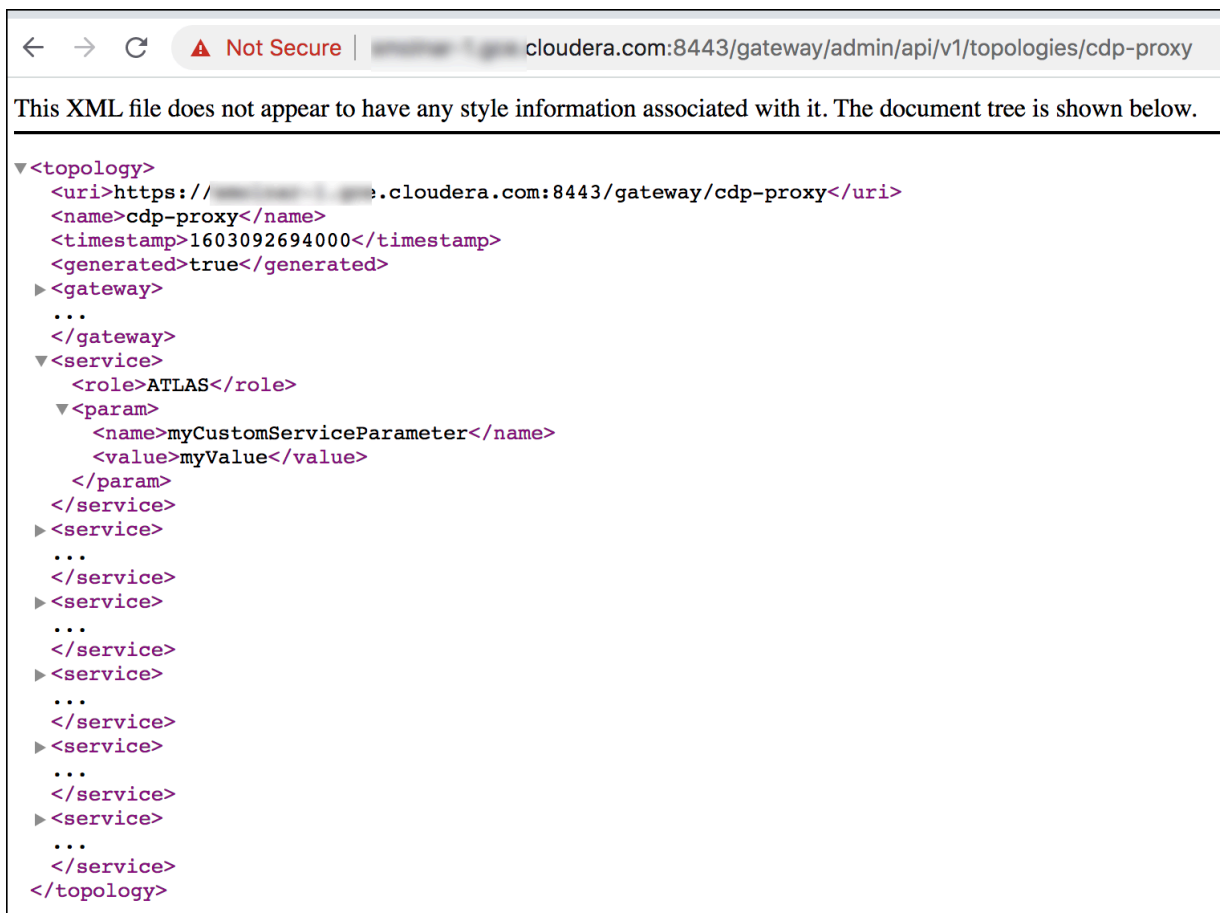 Not Secure cloudera.com:8443/gateway/admin/api/v1/topologies/cdp-proxy
This XML file does not appear to have any style information associated with it. The document tree is shown below.
<topology>
<uri>https:// .cloudera.com:8443/gateway/cdp-proxy</uri>
<name>cdp-proxy</name>
<timestamp>1603092694000</timestamp>
<generated>true</generated>
<gateway>
...
</gateway>
<service>
<role>ATLAS</role>
<param>
<name>myCustomServiceParameter</name>
<value>myValue</value>
</param>
</service>
<service>
...
</service>
<service>
...
</service>
<service>
...
</service>
<service>
...
</service>
<service>
...
</service>
</topology>